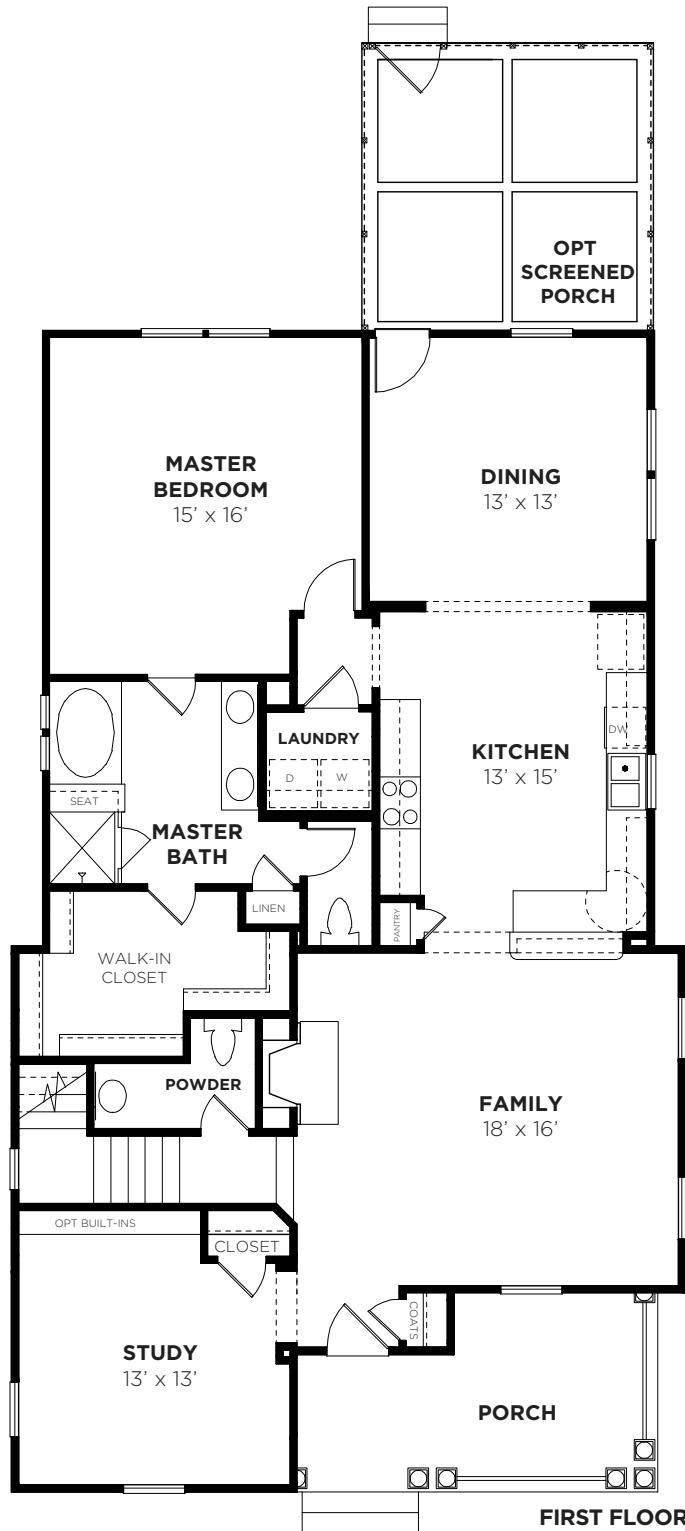 OPT
SCREENED
PORCH
MASTER
BEDROOM
15’ x 16’
DINING
13’ x 13’
LAUNDRY
D
W
KITCHEN
13’ x 15’
DW
SEAT
MASTER
BATH
LINEN
PANTRY
WALK-IN
CLOSET
POWDER
FAMILY
18’ x 16’
OPT BUILT-INS
CLOSET
COATS
STUDY
13’ x 13’
PORCH
FIRST FLOOR